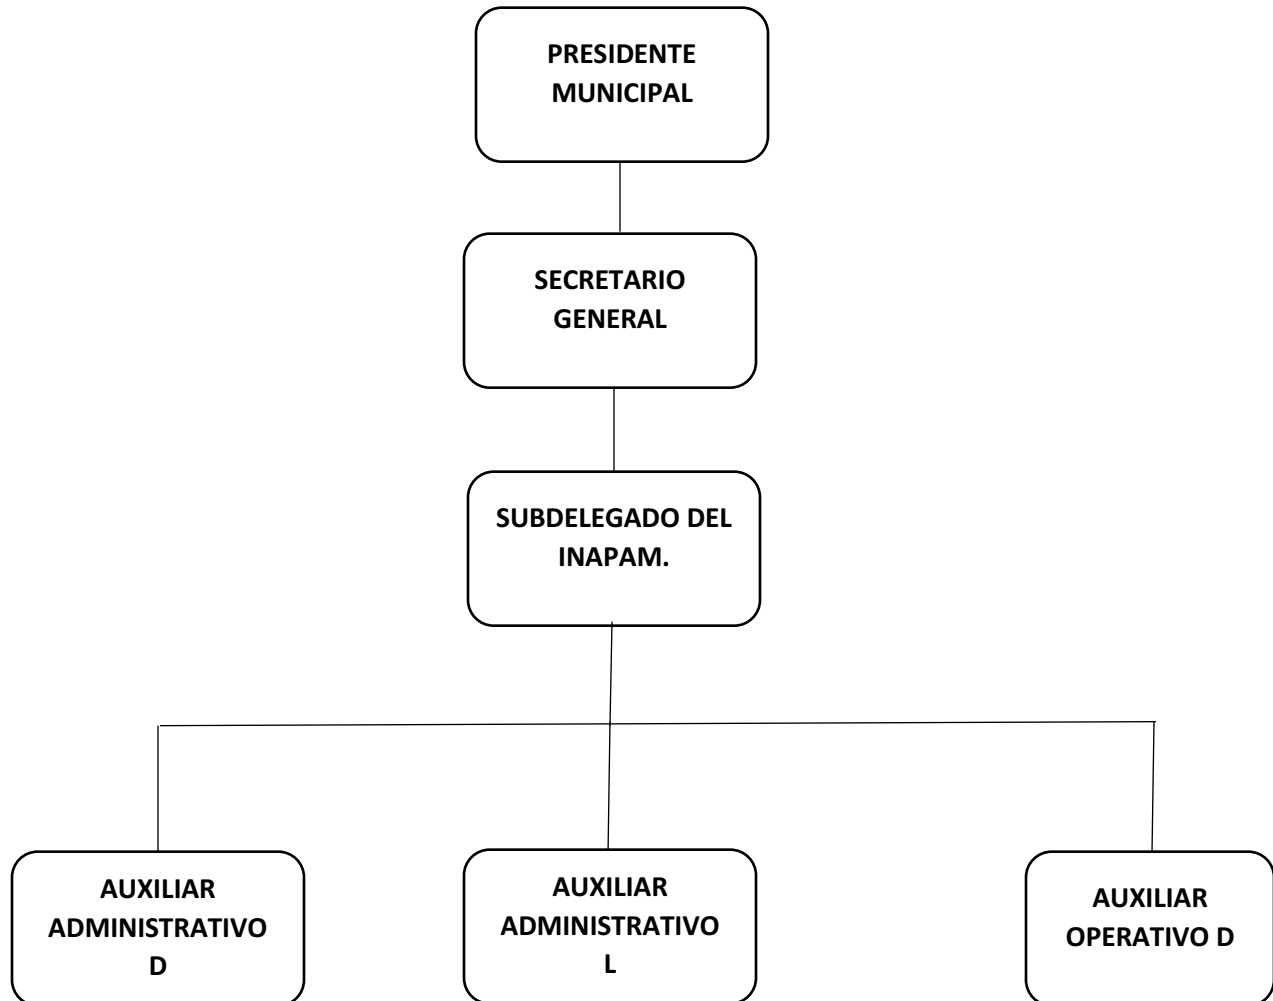 PRESIDENTE
MUNICIPAL
SECRETARIO
GENERAL
SUBDELEGADO DEL
INAPAM.
AUXILIAR
ADMINISTRATIVO
D
AUXILIAR
ADMINISTRATIVO
L
AUXILIAR
OPERATIVO D